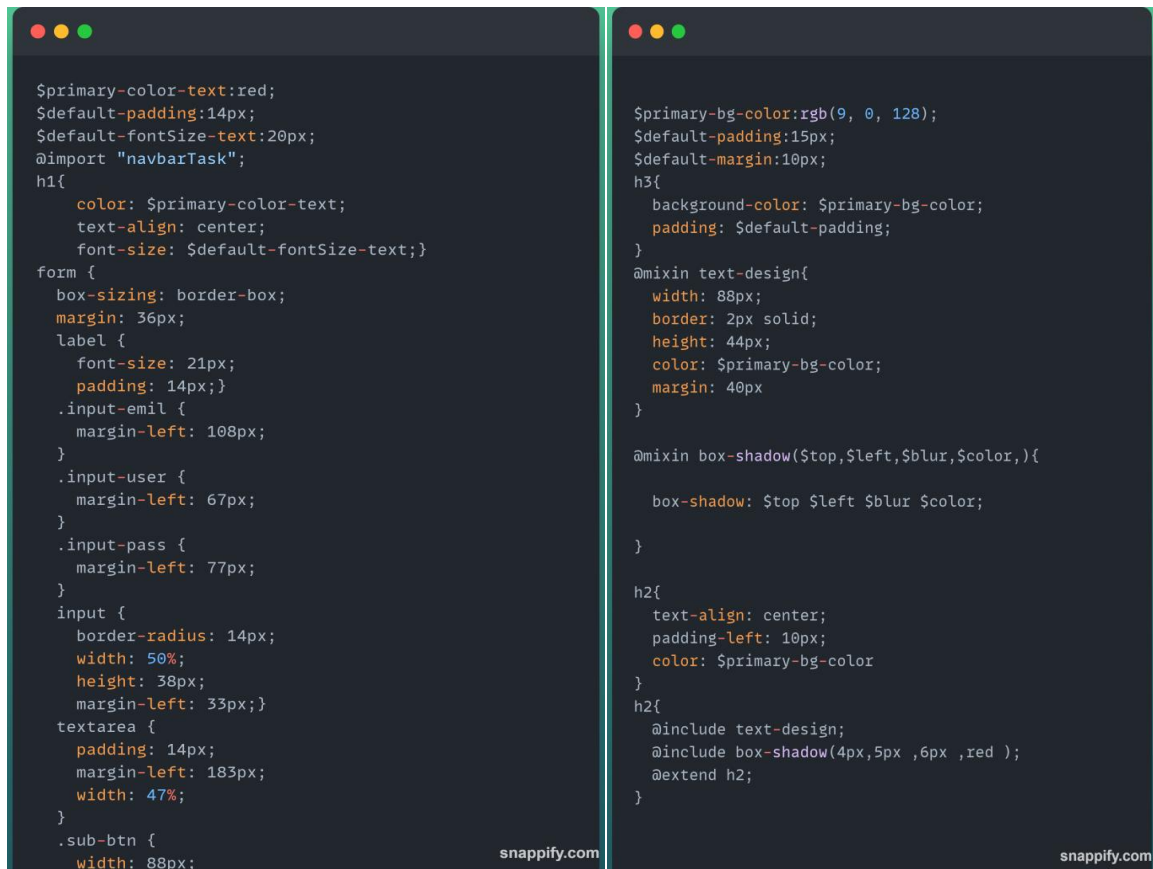 $primary-color-text:red;
$default-padding:14px;
$default-fontSize-text:20px;
@import "navbarTask";
h1{
color: $primary-color-text;
text-align: center;
font-size: $default-fontSize-text;}
form {
box-sizing: border-box;
margin: 36px;
label {
font-size: 21px;
padding: 14px;}
.input-emil {
margin-left: 108px;
}
.input-user {
margin-left: 67px;
}
.input-pass {
margin-left: 77px;
}
input {
border-radius: 14px;
width: 50%;
height: 38px;
margin-left: 33px;}
textarea {
padding: 14px;
margin-left: 183px;
width: 47%;
}
.sub-btn {
width: 88px;
snappify.com
$primary-bg-color:rgb(9, 0, 128);
$default-padding:15px;
$default-margin:10px;
h3{
background-color: $primary-bg-color;
padding: $default-padding;
}
@mixin text-design{
width: 88px;
border: 2px solid;
height: 44px;
color: $primary-bg-color;
margin: 40px
}
@mixin box-shadow($top,$left,$blur,$color,){
box-shadow: $top $left $blur $color;
}
h2{
text-align: center;
padding-left: 10px;
color: $primary-bg-color
}
h2{
@include text-design;
@include box-shadow(4px,5px ,6px ,red );
@extend h2;
}
snappify.com